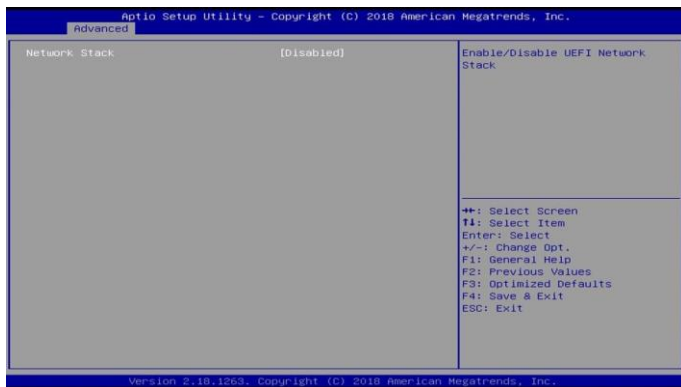 Aptio Setup Utility – Copyright (C) 2018 American Megatrends, Inc.
Advanced
Network Stack [Disabled]
Enable/Disable UEFI Network
Stack
→←: Select Screen
↑↓: Select Item
Enter: Select
+/-: Change Opt.
F1: General Help
F2: Previous Values
F3: Optimized Defaults
F4: Save & Exit
ESC: Exit
Version 2.18.1263. Copyright (C) 2018 American Megatrends, Inc.